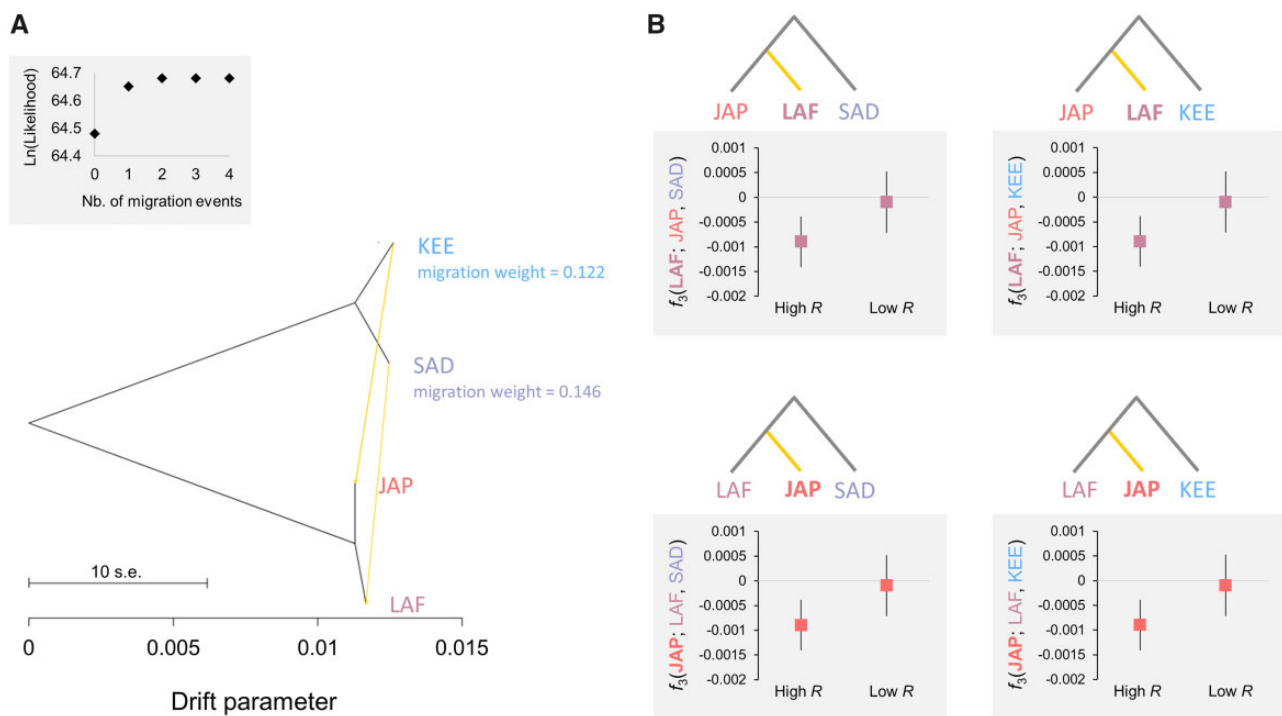 A
Ln(Likelihood)
64.7
64.6
64.5
64.4
0 1 2 3 4
Nb. of migration events
KEE
migration weight = 0.122
SAD
migration weight = 0.146
JAP
LAF
10 s.e.
0 0.005 0.01 0.015
Drift parameter
B
JAP LAF SAD
f3(LAF; JAP, SAD)
0.001
0.0005
0
-0.0005
-0.001
-0.0015
-0.002
High R Low R
JAP LAF KEE
f3(LAF; JAP, KEE)
0.001
0.0005
0
-0.0005
-0.001
-0.0015
-0.002
High R Low R
LAF JAP SAD
f3(JAP; LAF, SAD)
0.001
0.0005
0
-0.0005
-0.001
-0.0015
-0.002
High R Low R
LAF JAP KEE
f3(JAP; LAF, KEE)
0.001
0.0005
0
-0.0005
-0.001
-0.0015
-0.002
High R Low R